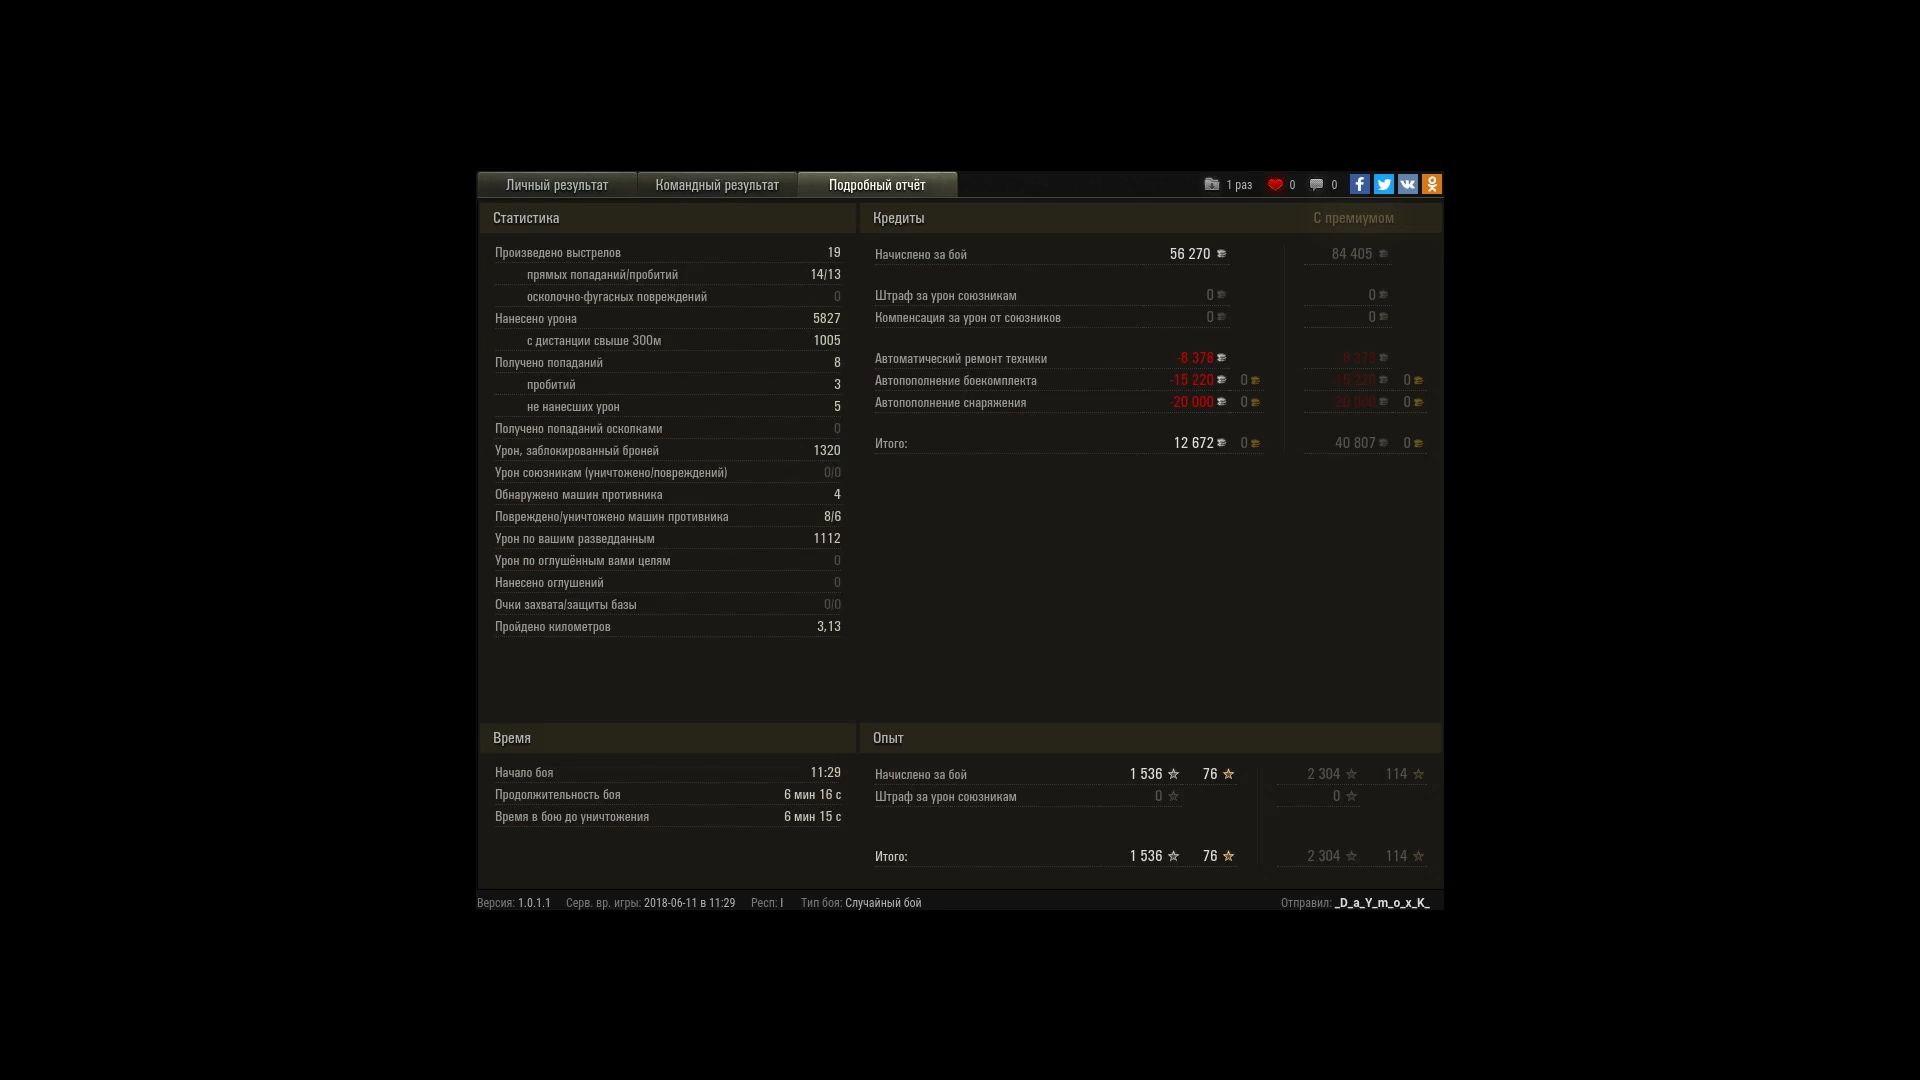 Личный результат Командный результат Подробный отчёт 1 раз 0 0
Статистика
Произведено выстрелов 19
прямых попаданий/пробитий 14/13
осколочно-фугасных повреждений 0
Нанесено урона 5827
с дистанции свыше 300м 1005
Получено попаданий 8
пробитий 3
не нанесших урон 5
Получено попаданий осколками 0
Урон, заблокированный броней 1320
Урон союзникам (уничтожено/повреждений) 0/0
Обнаружено машин противника 4
Повреждено/уничтожено машин противника 8/6
Урон по вашим разведданным 1112
Урон по оглушённым вами целям 0
Нанесено оглушений 0
Очки захвата/защиты базы 0/0
Пройдено километров 3,13
Кредиты С премиумом
Начислено за бой 56 270 84 405
Штраф за урон союзникам 0 0
Компенсация за урон от союзников 0 0
Автоматический ремонт техники -8 378 -8 378
Автопополнение боекомплекта -15 220 0 -15 220 0
Автопополнение снаряжения -20 000 0 -20 000 0
Итого: 12 672 0 40 807 0
Время
Начало боя 11:29
Продолжительность боя 6 мин 16 с
Время в бою до уничтожения 6 мин 15 с
Опыт
Начислено за бой 1 536 76 2 304 114
Штраф за урон союзникам 0 0
Итого: 1 536 76 2 304 114
Версия: 1.0.1.1 Серв. вр. игры: 2018-06-11 в 11:29 Респ: I Тип боя: Случайный бой Отправил: _D_a_Y_m_o_x_K_